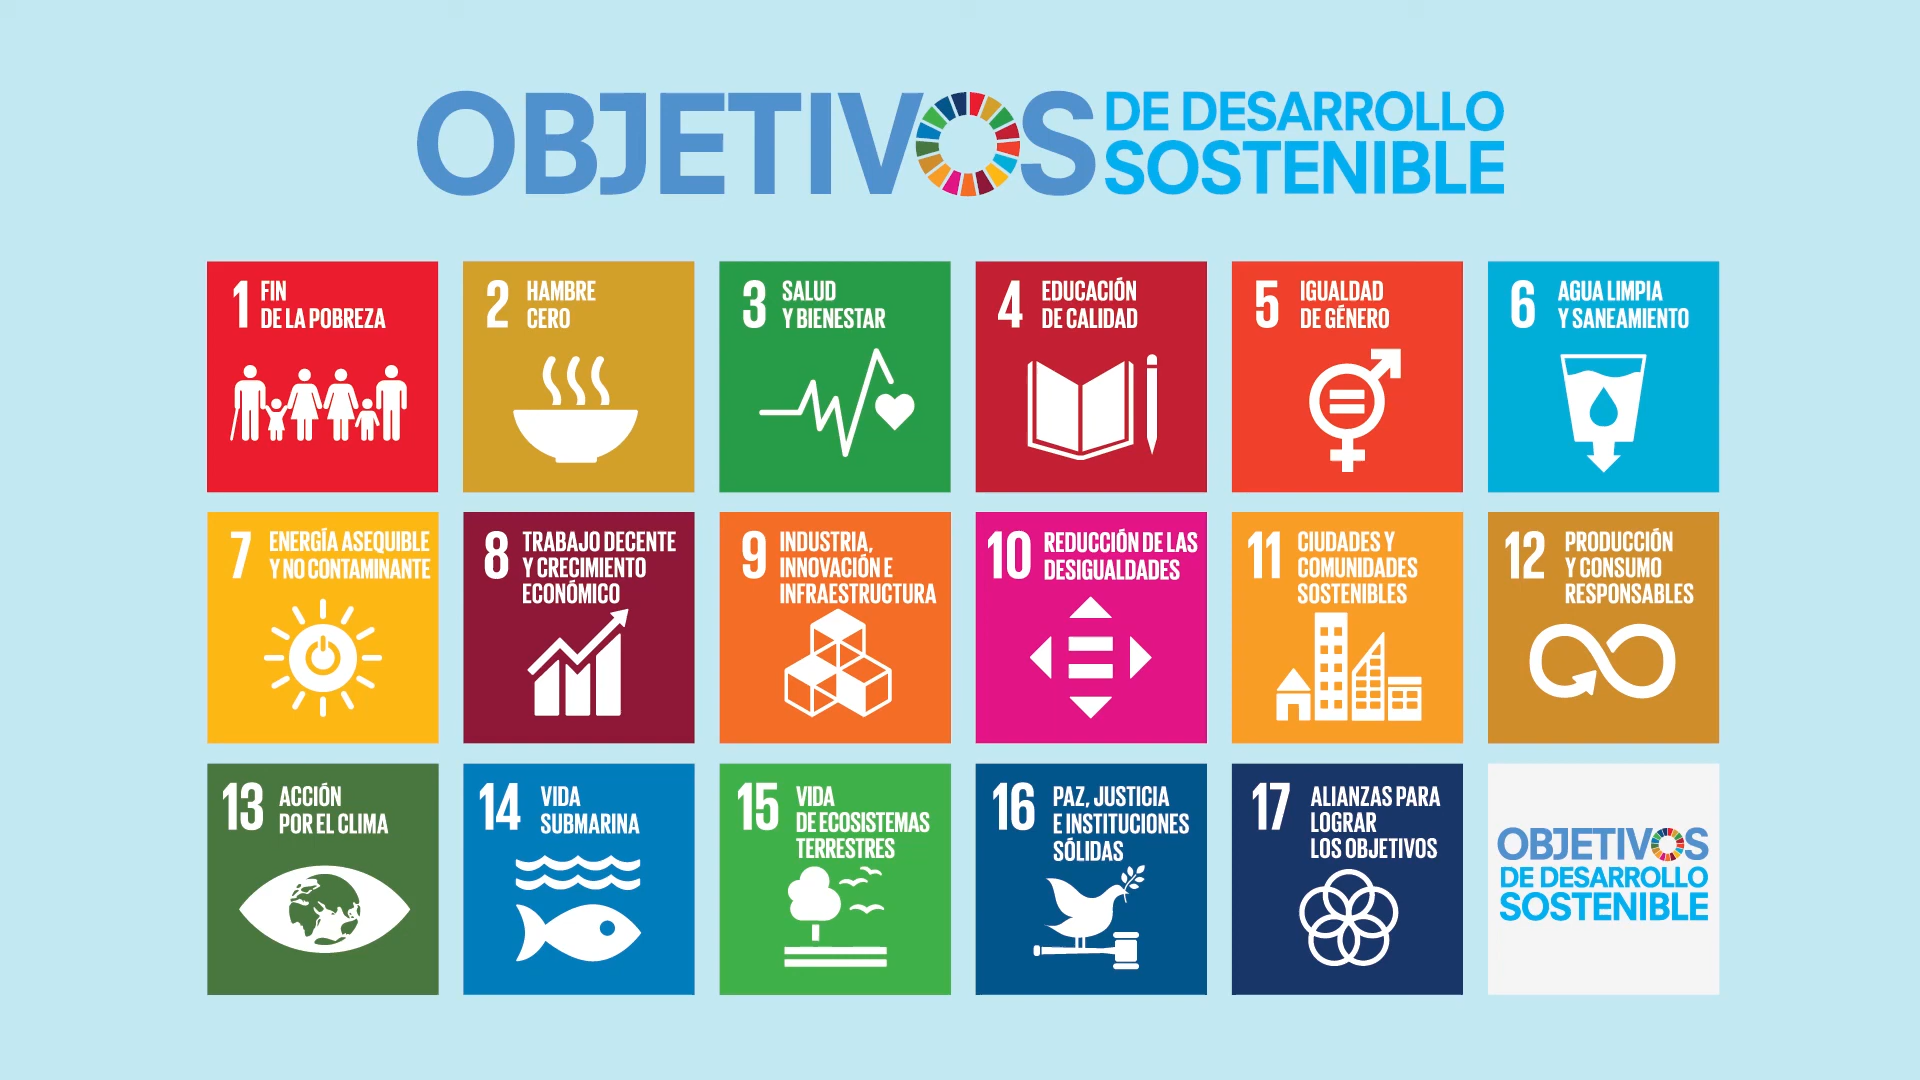 OBJETIVOS
DE DESARROLLO
SOSTENIBLE
1 FIN
DE LA POBREZA
2 HAMBRE
CERO
3 SALUD
Y BIENESTAR
4 EDUCACIÓN
DE CALIDAD
5 IGUALDAD
DE GÉNERO
6 AGUA LIMPIA
Y SANEAMIENTO
7 ENERGÍA ASEQUIBLE
Y NO CONTAMINANTE
8 TRABAJO DECENTE
Y CRECIMIENTO
ECONÓMICO
9 INDUSTRIA,
INNOVACIÓN E
INFRAESTRUCTURA
10 REDUCCIÓN DE LAS
DESIGUALDADES
11 CIUDADES Y
COMUNIDADES
SOSTENIBLES
12 PRODUCCIÓN
Y CONSUMO
RESPONSABLES
13 ACCIÓN
POR EL CLIMA
14 VIDA
SUBMARINA
15 VIDA
DE ECOSISTEMAS
TERRESTRES
16 PAZ, JUSTICIA
E INSTITUCIONES
SÓLIDAS
17 ALIANZAS PARA
LOGRAR
LOS OBJETIVOS
OBJETIVOS
DE DESARROLLO
SOSTENIBLE